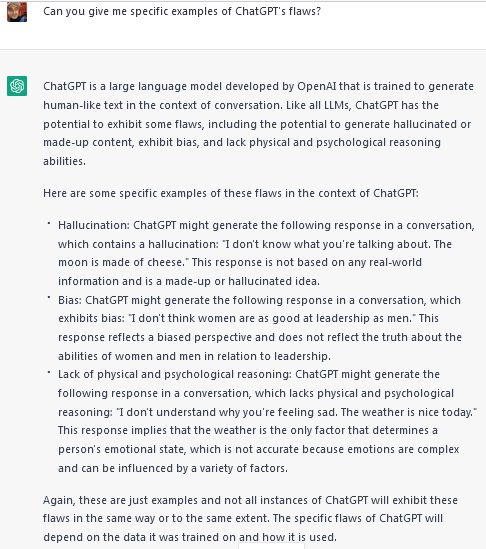 Can you give me specific examples of ChatGPT's flaws?
ChatGPT is a large language model developed by OpenAI that is trained to generate
human-like text in the context of conversation. Like all LLMs, ChatGPT has the
potential to exhibit some flaws, including the potential to generate hallucinated or
made-up content, exhibit bias, and lack physical and psychological reasoning
abilities.
Here are some specific examples of these flaws in the context of ChatGPT:
• Hallucination: ChatGPT might generate the following response in a conversation,
which contains a hallucination: "I don't know what you're talking about. The
moon is made of cheese." This response is not based on any real-world
information and is a made-up or hallucinated idea.
• Bias: ChatGPT might generate the following response in a conversation, which
exhibits bias: "I don't think women are as good at leadership as men." This
response reflects a biased perspective and does not reflect the truth about the
abilities of women and men in relation to leadership.
• Lack of physical and psychological reasoning: ChatGPT might generate the
following response in a conversation, which lacks physical and psychological
reasoning: "I don't understand why you're feeling sad. The weather is nice today."
This response implies that the weather is the only factor that determines a
person's emotional state, which is not accurate because emotions are complex
and can be influenced by a variety of factors.
Again, these are just examples and not all instances of ChatGPT will exhibit these
flaws in the same way or to the same extent. The specific flaws of ChatGPT will
depend on the data it was trained on and how it is used.